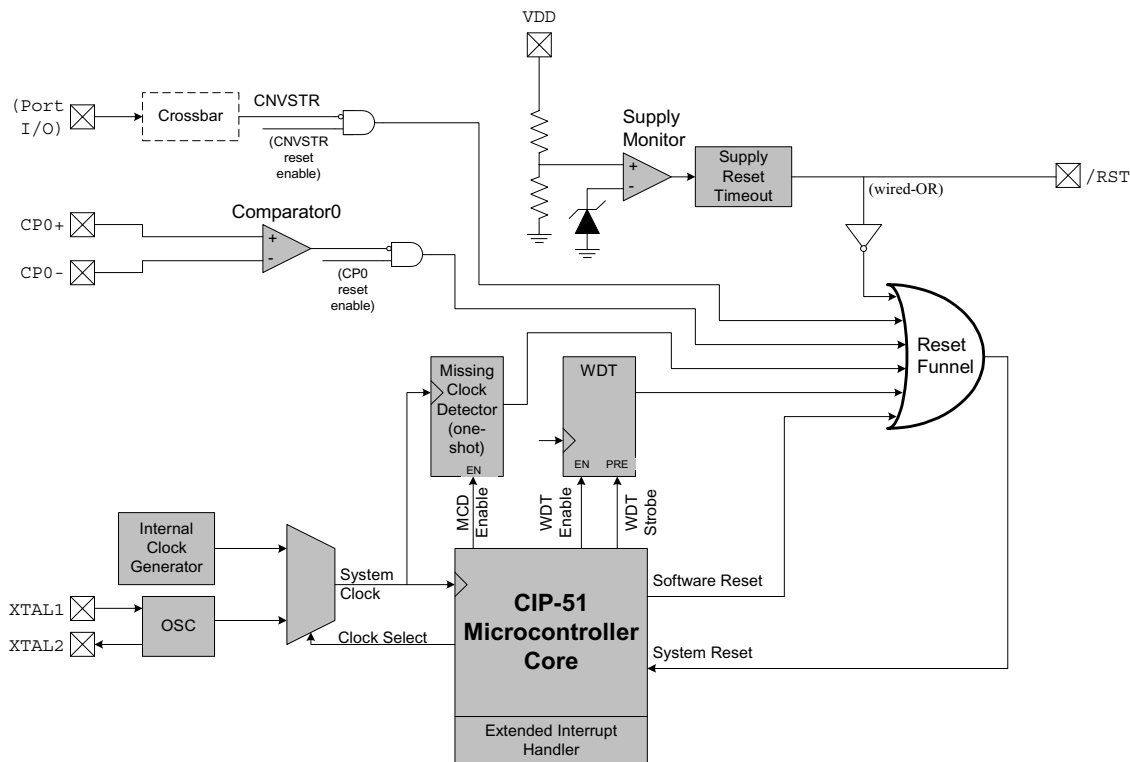 VDD
(Port
I/O)
Crossbar
CNVSTR
(CNVSTR
reset
enable)
Supply
Monitor
+
-
Supply
Reset
Timeout
(wired-OR)
/RST
CP0+
CP0-
Comparator0
+
-
(CP0
reset
enable)
Reset
Funnel
Missing
Clock
Detector
(one-
shot)
EN
WDT
EN
PRE
MCD
Enable
WDT
Enable
WDT
Strobe
Internal
Clock
Generator
System
Clock
XTAL1
XTAL2
OSC
Clock Select
CIP-51
Microcontroller
Core
Software Reset
System Reset
Extended Interrupt
Handler